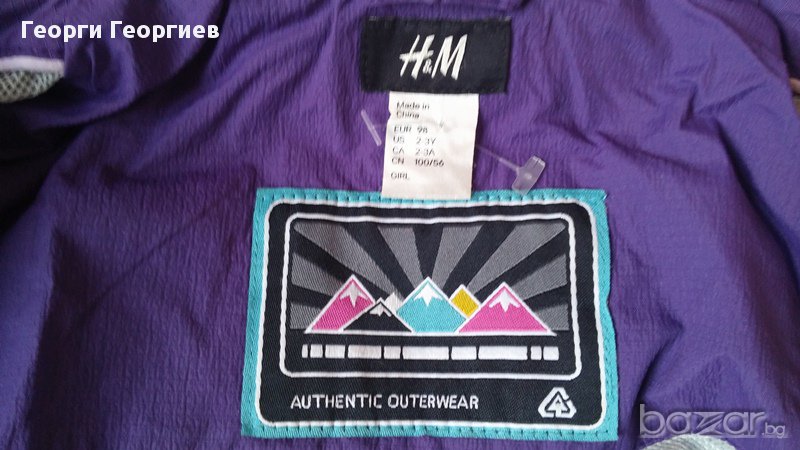 Георги Георгиев
H&M
Made in
China
EUR 98
US 2-3Y
CA 2-3A
CN 100/56
GIRL
AUTHENTIC OUTERWEAR
bazar.bg